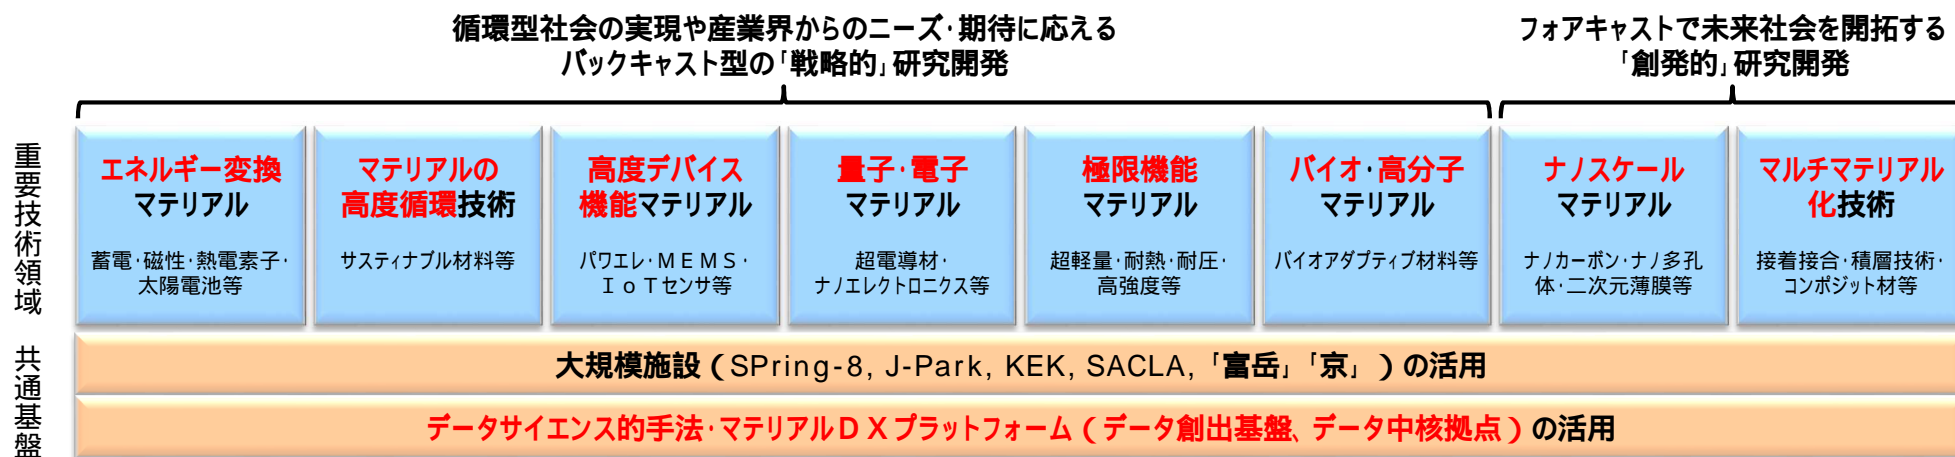 循環型社会の実現や産業界からのニーズ・期待に応える
バックキャスト型の「戦略的」研究開発
フォアキャストで未来社会を開拓する
「創発的」研究開発
重要技術領域
エネルギー変換
マテリアル
蓄電・磁性・熱電素子・
太陽電池等
マテリアルの
高度循環技術
サスティナブル材料等
高度デバイス
機能マテリアル
パワエレ・ＭＥＭＳ・
ＩｏＴセンサ等
量子・電子
マテリアル
超電導材・
ナノエレクトロニクス等
極限機能
マテリアル
超軽量・耐熱・耐圧・
高強度等
バイオ・高分子
マテリアル
バイオアダプティブ材料等
ナノスケール
マテリアル
ナノカーボン・ナノ多孔
体・二次元薄膜等
マルチマテリアル
化技術
接着接合・積層技術・
コンポジット材等
共通基盤
大規模施設（SPring-8, J-Park, KEK, SACLA, 「富岳」「京」）の活用
データサイエンス的手法・マテリアルＤＸプラットフォーム（データ創出基盤、データ中核拠点）の活用